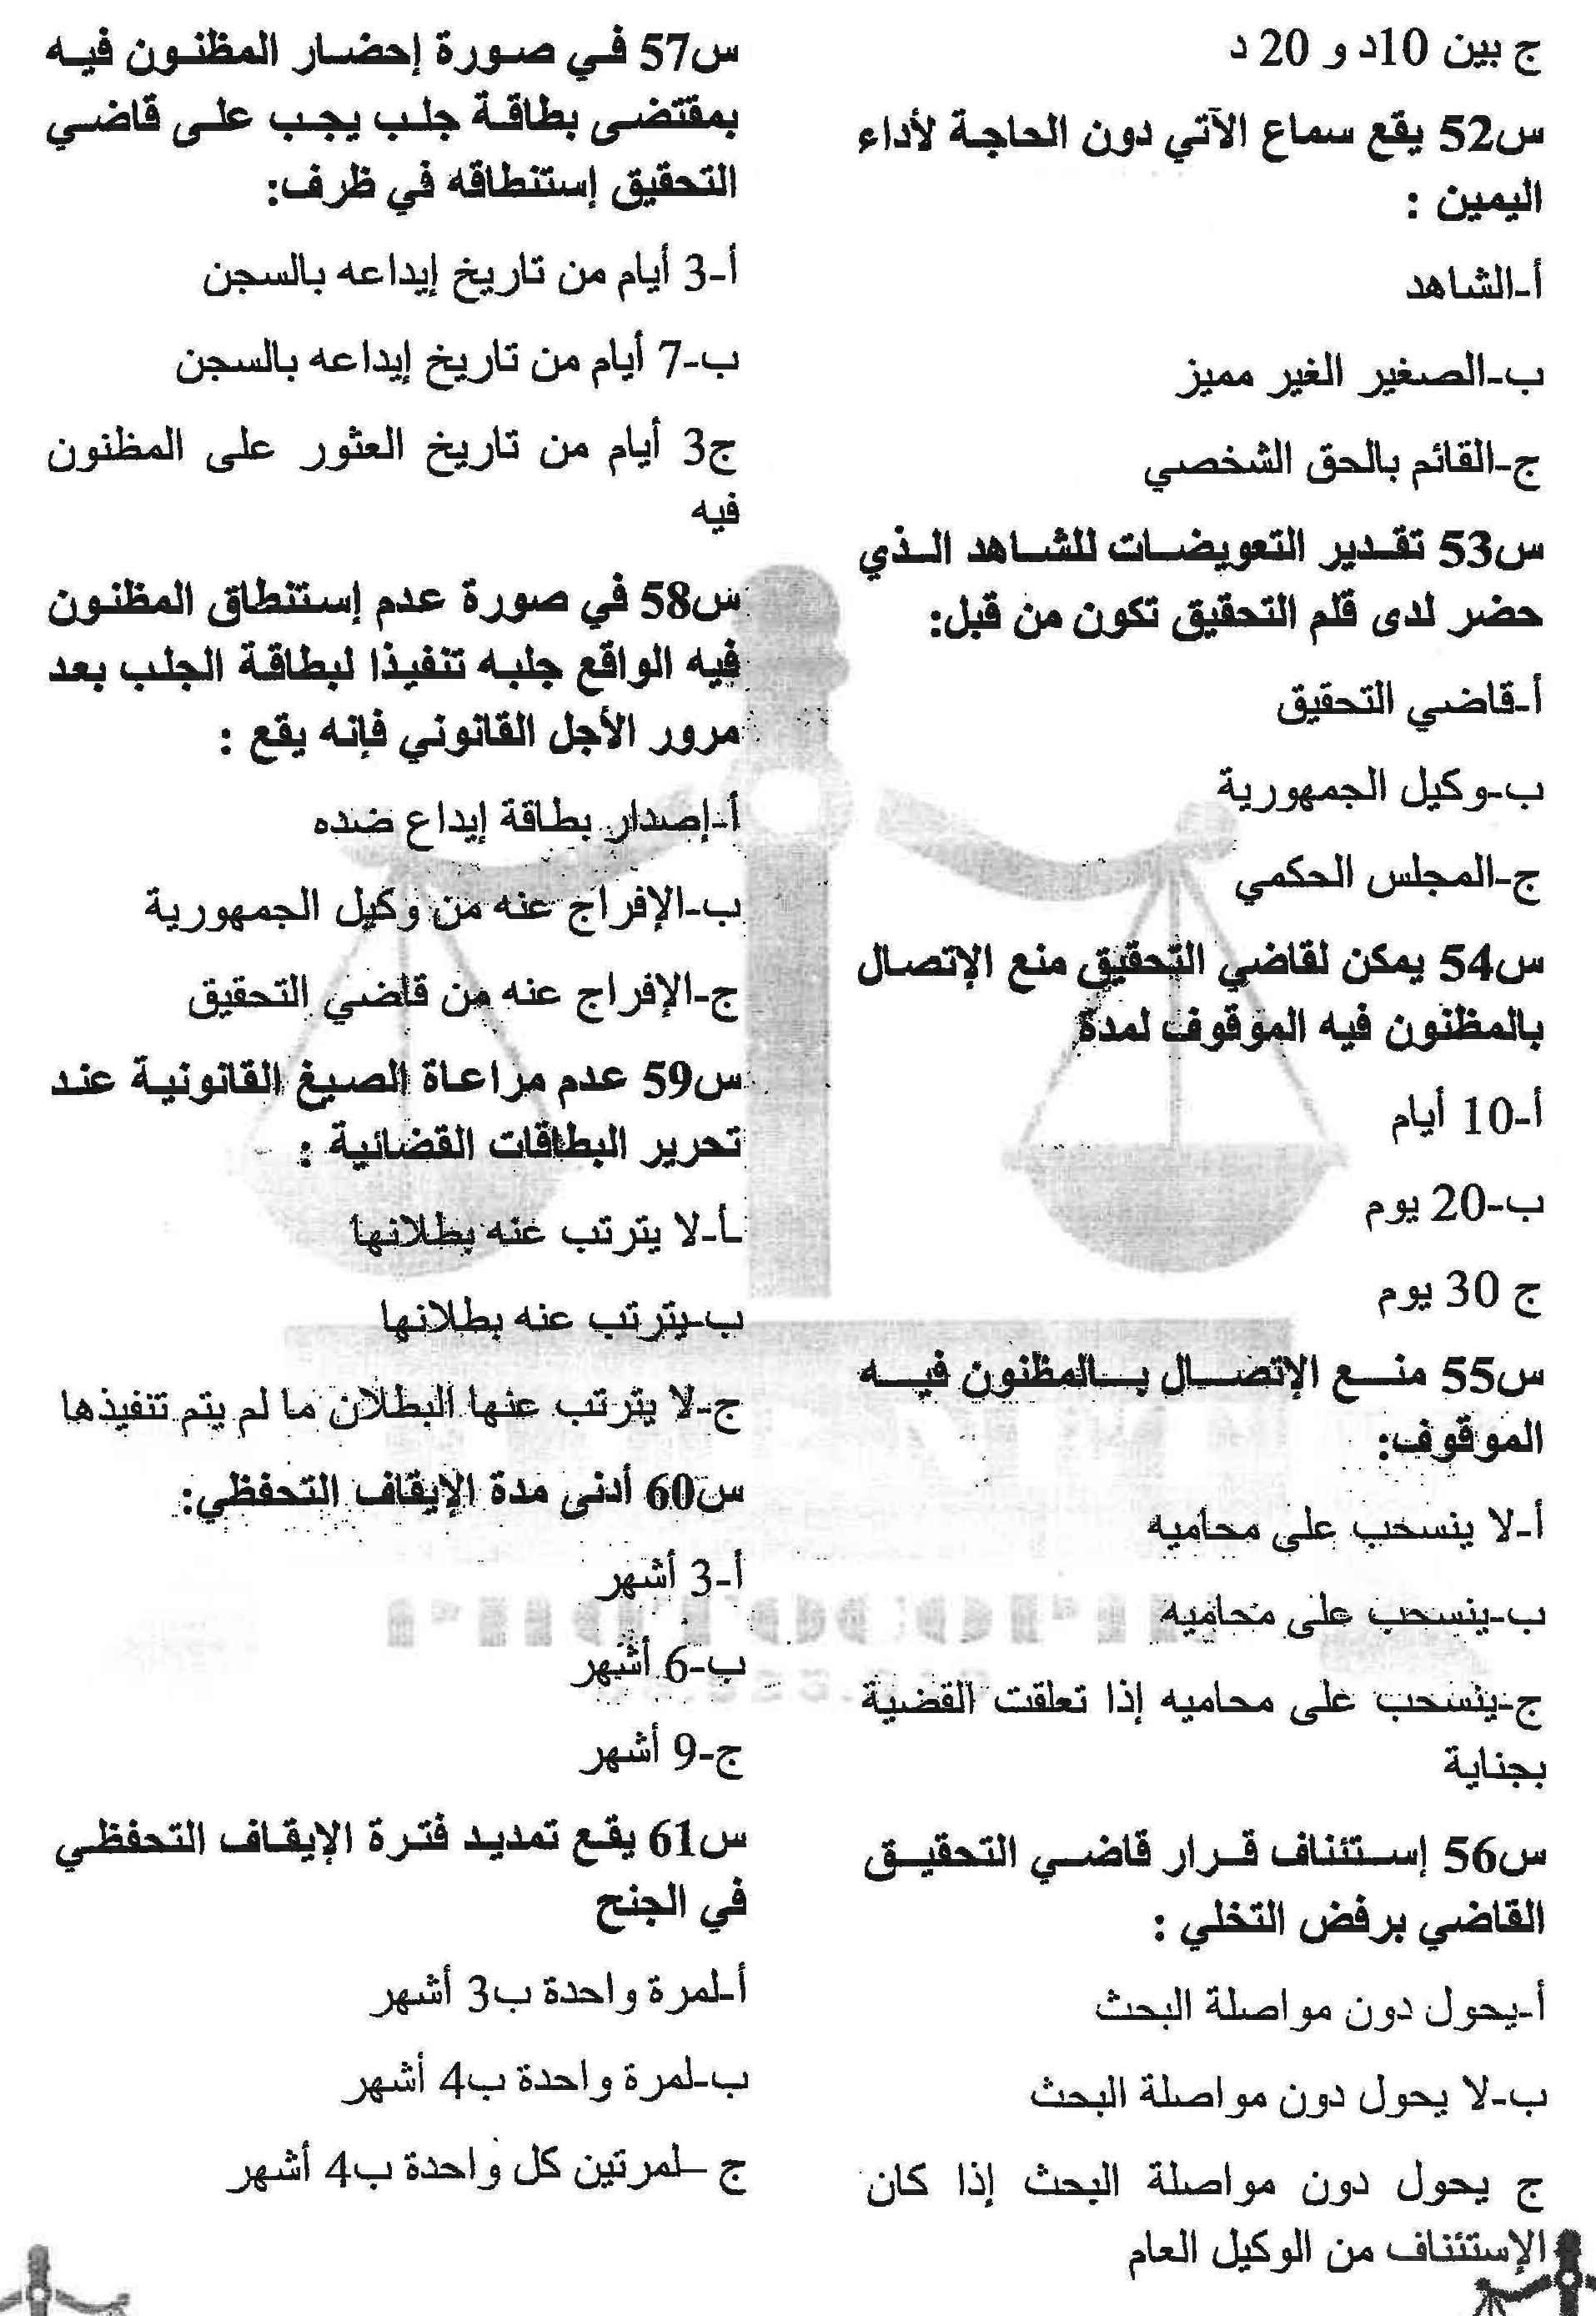 ج بين 10د و 20 د
س52 يقع سماع الآتي دون الحاجة لأداء
اليمين :
أ-الشاهد
ب-الصغير الغير مميز
ج-القائم بالحق الشخصي
س53 تقدير التعويضات للشاهد الذي
حضر لدى قلم التحقيق تكون من قبل:
أ-قاضي التحقيق
ب-وكيل الجمهورية
ج-المجلس الحكمي
س54 يمكن لقاضي التحقيق منع الإتصال
بالمظنون فيه الموقوف لمدة
أ-10 أيام
ب-20 يوم
ج 30 يوم
س55 منع الإتصال بالمظنون فيه
الموقوف:
أ-لا ينسحب على محاميه
ب-ينسحب على محاميه
ج-ينسحب على محاميه إذا تعلقت القضية
بجناية
س56 إستئناف قرار قاضي التحقيق
القاضي برفض التخلي :
أ-يحول دون مواصلة البحث
ب-لا يحول دون مواصلة البحث
ج يحول دون مواصلة البحث إذا كان
الإستئناف من الوكيل العام
س57 في صورة إحضار المظنون فيه
بمقتضى بطاقة جلب يجب على قاضي
التحقيق إستنطاقه في ظرف:
أ-3 أيام من تاريخ إيداعه بالسجن
ب-7 أيام من تاريخ إيداعه بالسجن
ج3 أيام من تاريخ العثور على المظنون
فيه
س58 في صورة عدم إستنطاق المظنون
فيه الواقع جلبه تنفيذا لبطاقة الجلب بعد
مرور الأجل القانوني فإنه يقع :
أ-إصدار بطاقة إيداع ضده
ب-الإفراج عنه من وكيل الجمهورية
ج-الإفراج عنه من قاضي التحقيق
س59 عدم مراعاة الصيغ القانونية عند
تحرير البطاقات القضائية :
أ-لا يترتب عنه بطلانها
ب-يترتب عنه بطلانها
ج-لا يترتب عنها البطلان ما لم يتم تنفيذها
س60 أدنى مدة الإيقاف التحفظي:
أ-3 أشهر
ب-6 أشهر
ج-9 أشهر
س61 يقع تمديد فترة الإيقاف التحفظي
في الجنح
أ-لمرة واحدة ب3 أشهر
ب-لمرة واحدة ب4 أشهر
ج –لمرتين كل واحدة ب4 أشهر